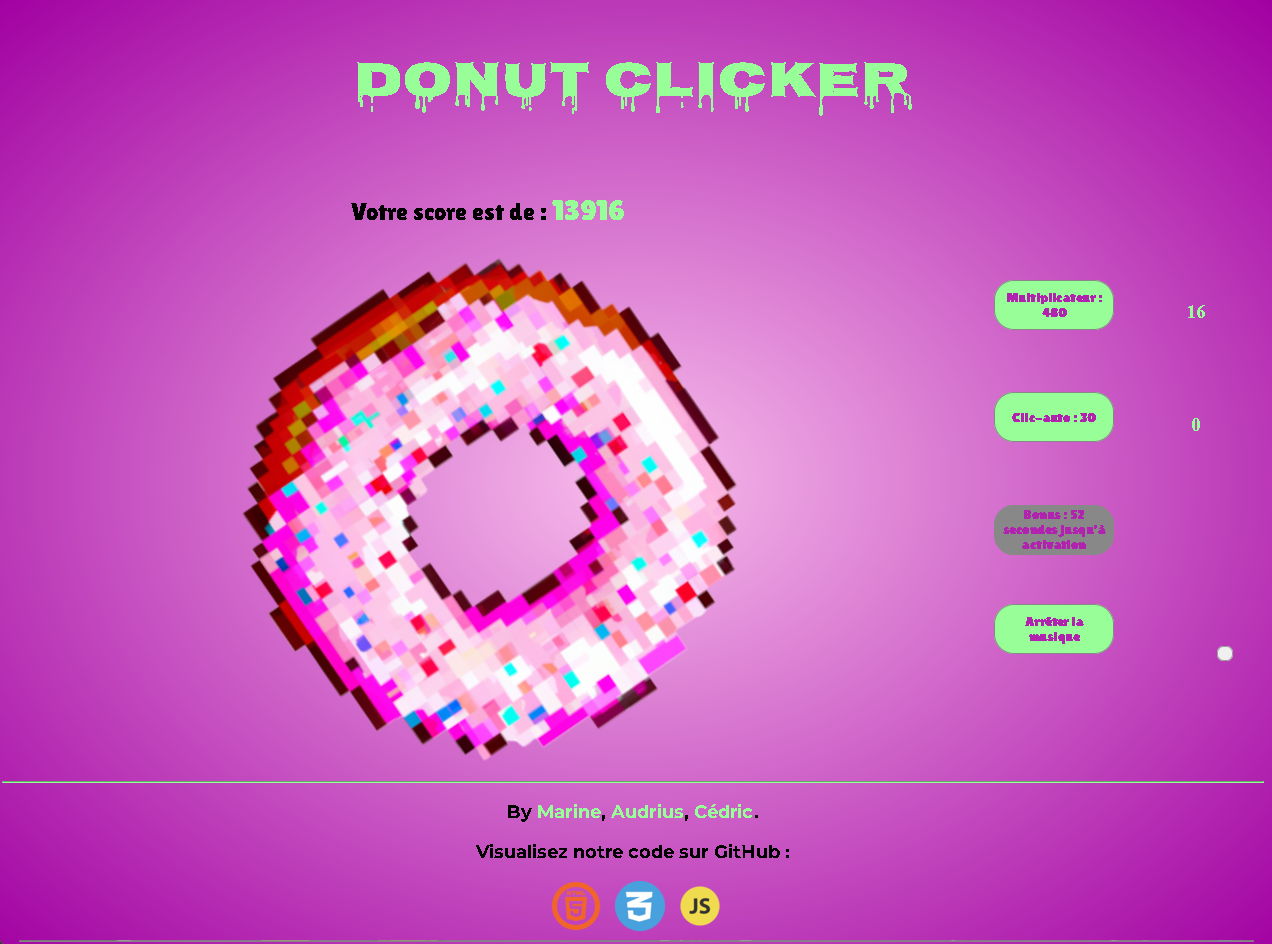 DONUT CLICKER
Votre score est de : 13916
Multiplicateur :
480
16
Clic-auto : 30
0
Bonus : 52
secondes jusqu'à
activation
Arrêter la
musique
By Marine, Audrius, Cédric.
Visualisez notre code sur GitHub :
5 3 JS